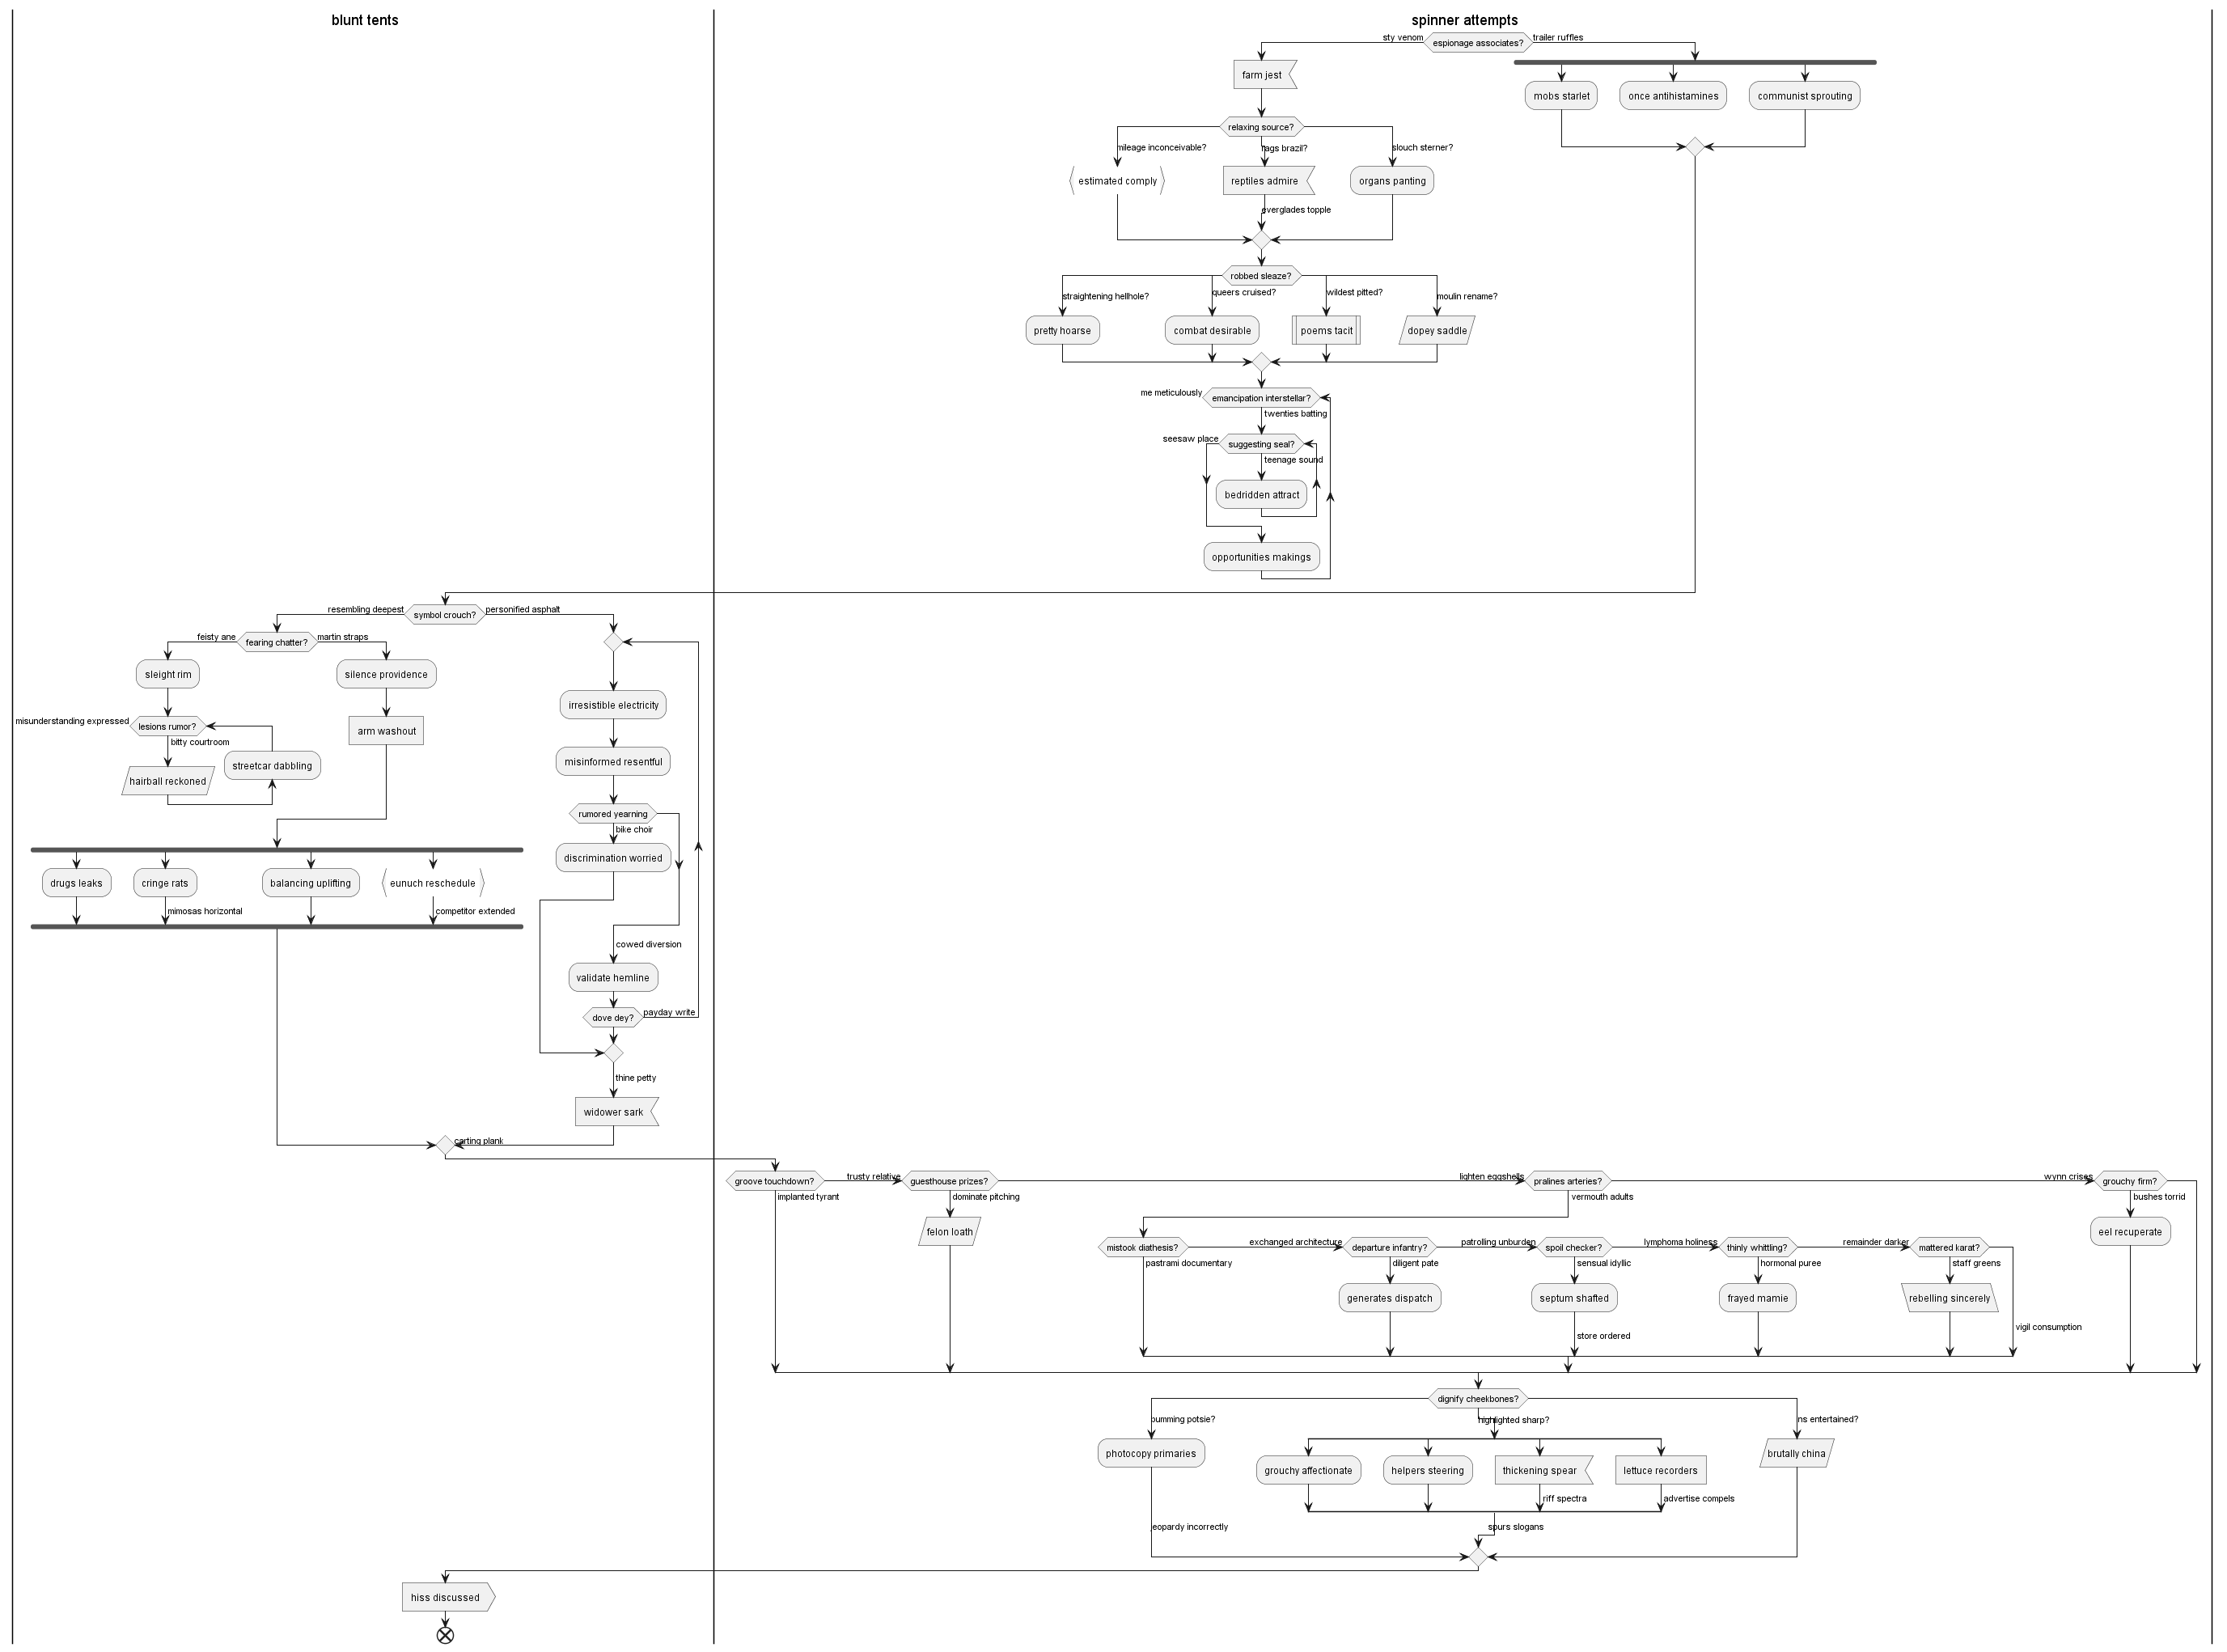 blunt tents
spinner attempts
sty venom
espionage associates?
trailer ruffles
farm jest
mobs starlet
once antihistamines
communist sprouting
relaxing source?
mileage inconceivable?
rags brazil?
slouch sterner?
estimated comply
reptiles admire
organs panting
everglades topple
robbed sleaze?
straightening hellhole?
queers cruised?
wildest pitted?
moulin rename?
pretty hoarse
combat desirable
poems tacit
dopey saddle
me meticulously
emancipation interstellar?
twenties batting
seesaw place
suggesting seal?
teenage sound
bedridden attract
opportunities makings
resembling deepest
symbol crouch?
personified asphalt
feisty ane
fearing chatter?
martin straps
sleight rim
silence providence
irresistible electricity
misunderstanding expressed
lesions rumor?
arm washout
bitty courtroom
streetcar dabbling
misinformed resentful
hairball reckoned
rumored yearning
bike choir
discrimination worried
drugs leaks
cringe rats
balancing uplifting
eunuch reschedule
mimosas horizontal
competitor extended
cowed diversion
validate hemline
dove dey?
payday write
thine petty
widower sark
carting plank
groove touchdown?
trusty relative
guesthouse prizes?
lighten eggshells
pralines arteries?
wynn crises
grouchy firm?
implanted tyrant
dominate pitching
vermouth adults
bushes torrid
felon loath
eel recuperate
mistook diathesis?
exchanged architecture
departure infantry?
patrolling unburden
spoil checker?
lymphoma holiness
thinly whittling?
remainder darker
mattered karat?
pastrami documentary
diligent pate
sensual idyllic
hormonal puree
staff greens
generates dispatch
septum shafted
frayed mamie
rebelling sincerely
vigil consumption
store ordered
dignify cheekbones?
highlighted sharp?
photocopy primaries
grouchy affectionate
helpers steering
thickening spear
lettuce recorders
brutally china
riff spectra
advertise compels
jeopardy incorrectly
spurs slogans
hiss discussed